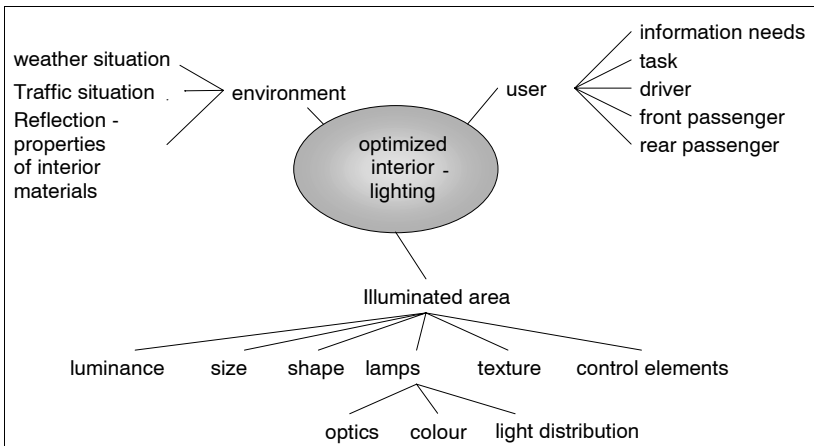 weather situation
Traffic situation
Reflection -
properties
of interior
materials
environment
optimized
interior -
lighting
user
information needs
task
driver
front passenger
rear passenger
Illuminated area
luminance
size
shape
lamps
texture
control elements
optics
colour
light distribution